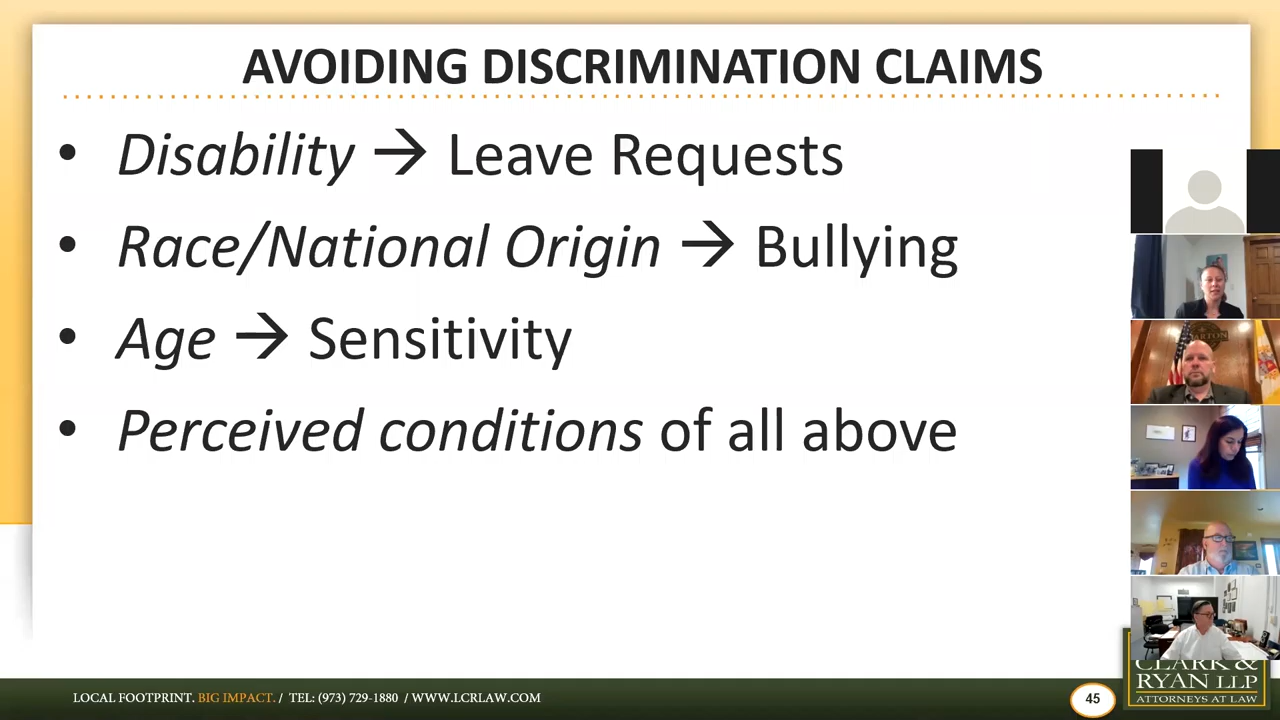 AVOIDING DISCRIMINATION CLAIMS
• Disability → Leave Requests
• Race/National Origin → Bullying
• Age → Sensitivity
• Perceived conditions of all above
LOCAL FOOTPRINT. BIG IMPACT. / TEL: (973) 729-1880 / WWW.LCRLAW.COM
45
CLARK &
RYAN LLP
ATTORNEYS AT LAW